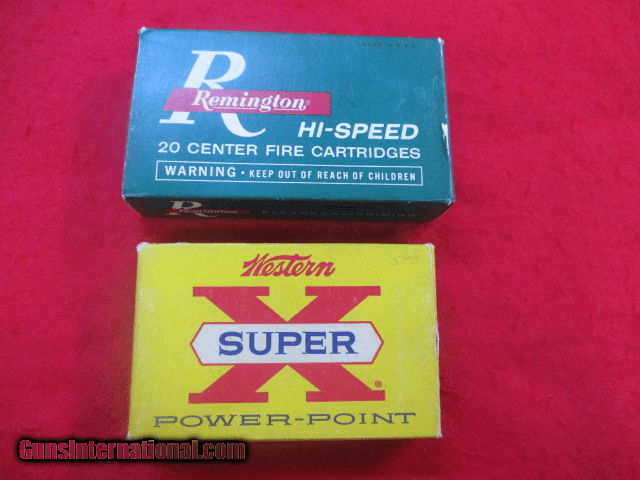 R
Remington
HI-SPEED
20 CENTER FIRE CARTRIDGES
WARNING • KEEP OUT OF REACH OF CHILDREN
R
Remington
Western
X
SUPER
®
POWER-POINT
GunsInternational.com